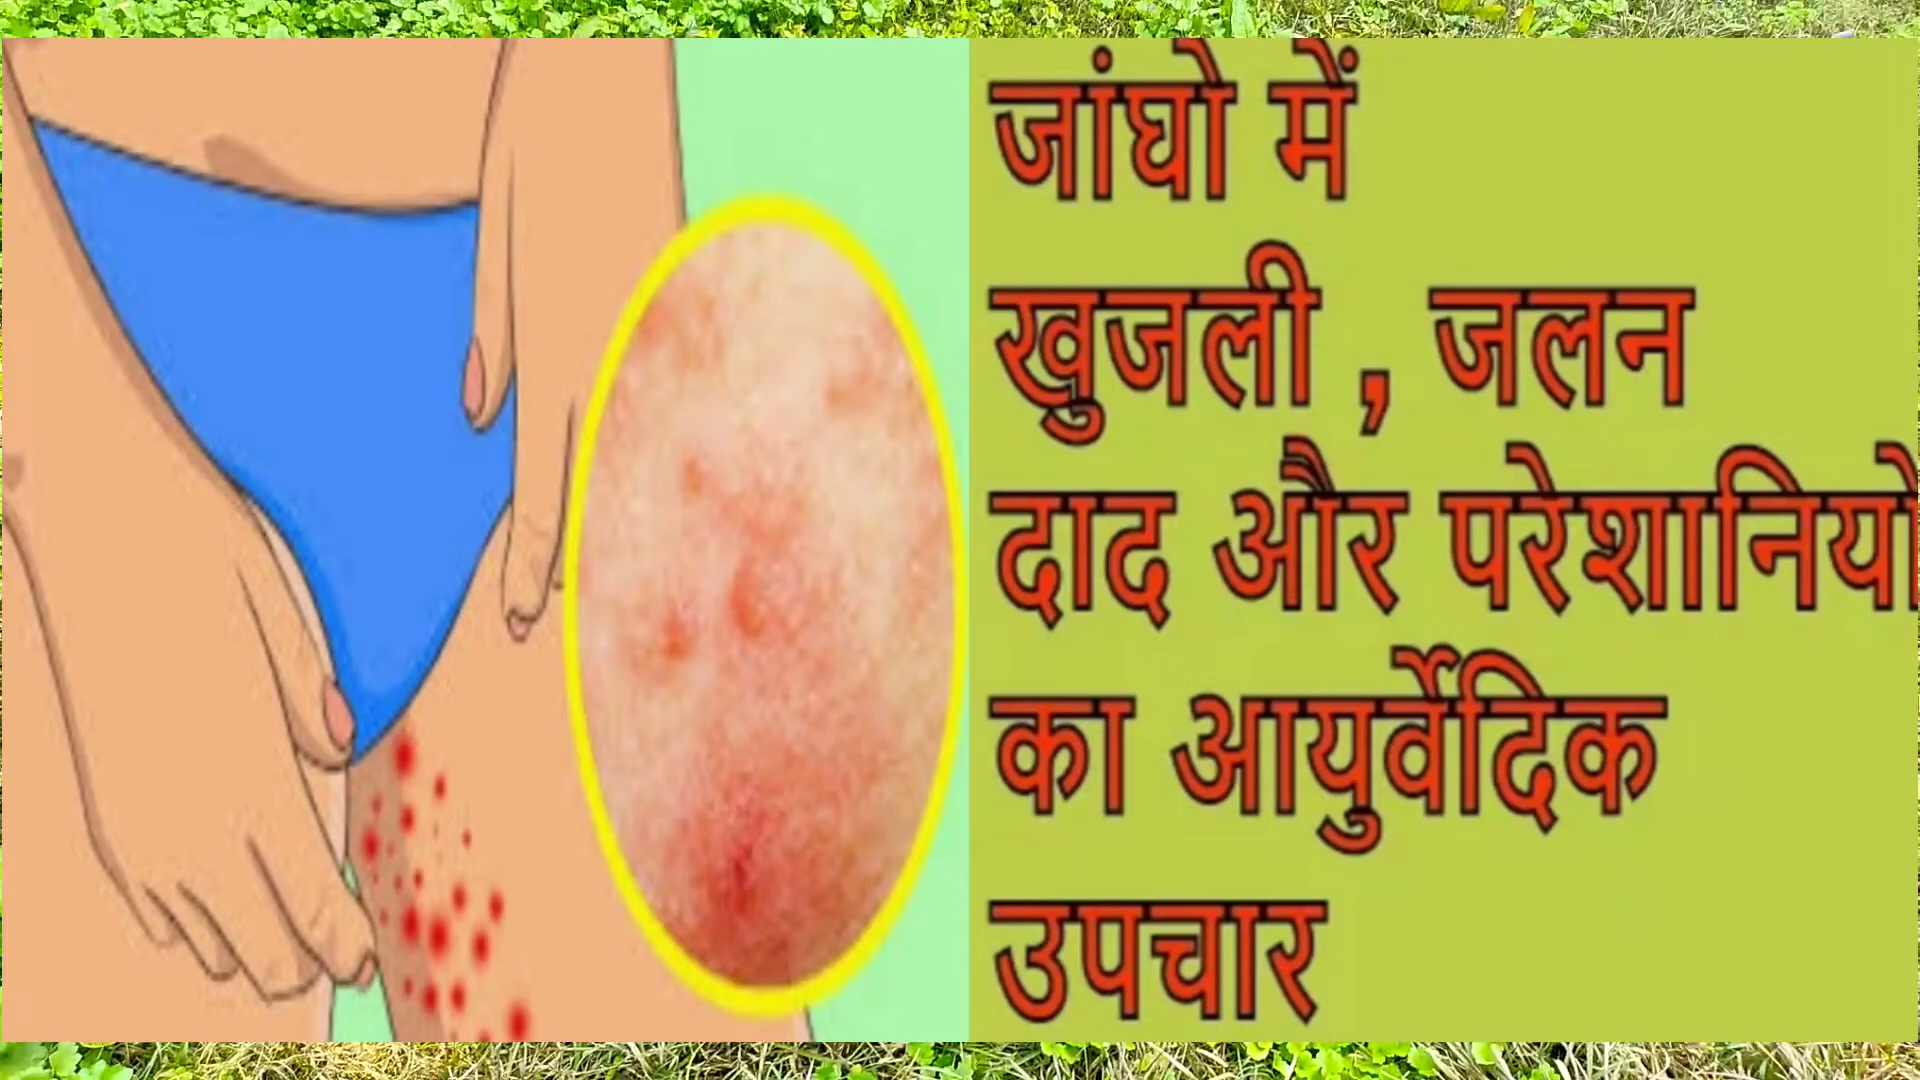 जांघो में
खुजली , जलन
दाद और परेशानियो
का आयुर्वेदिक
उपचार